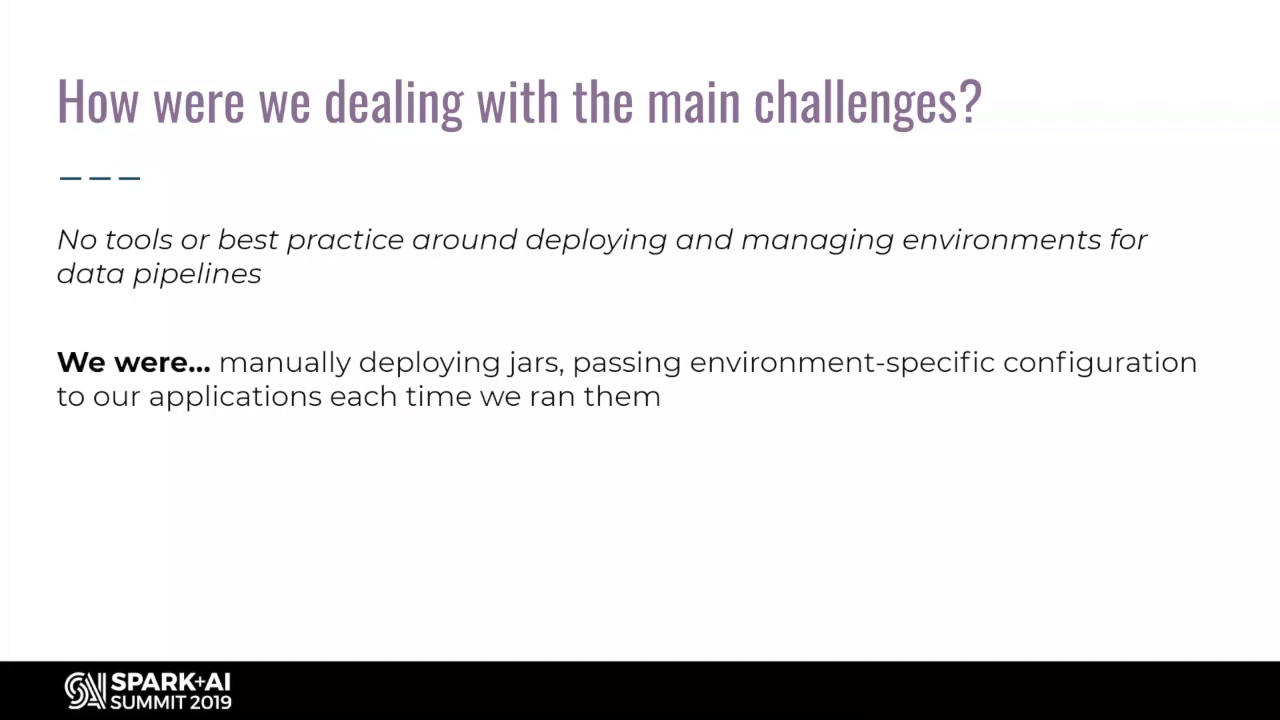 How were we dealing with the main challenges?
No tools or best practice around deploying and managing environments for
data pipelines
We were... manually deploying jars, passing environment-specific configuration
to our applications each time we ran them
SPARK+AI
SUMMIT 2019